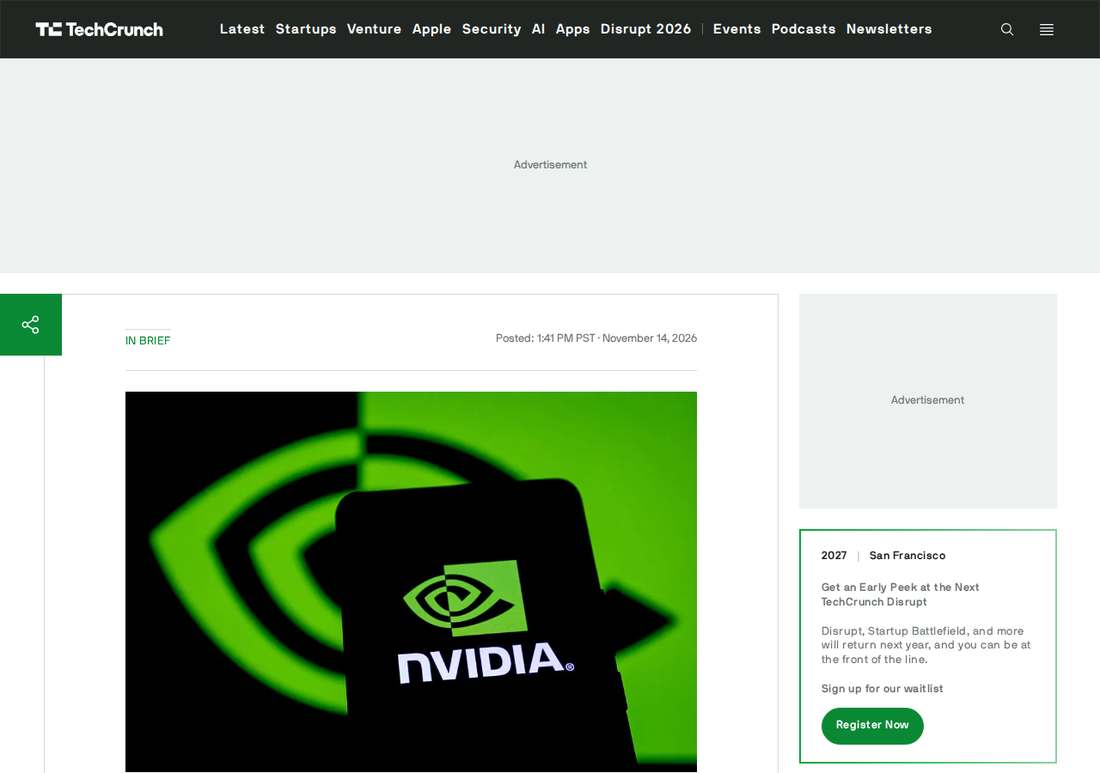 TechCrunch
Latest Startups Venture Apple Security AI Apps Disrupt 2026 | Events Podcasts Newsletters
Advertisement
IN BRIEF
Posted: 1:41 PM PST · November 14, 2026
NVIDIA®
Advertisement
2027 | San Francisco
Get an Early Peek at the Next
TechCrunch Disrupt
Disrupt, Startup Battlefield, and more
will return next year, and you can be at
the front of the line.
Sign up for our waitlist
Register Now